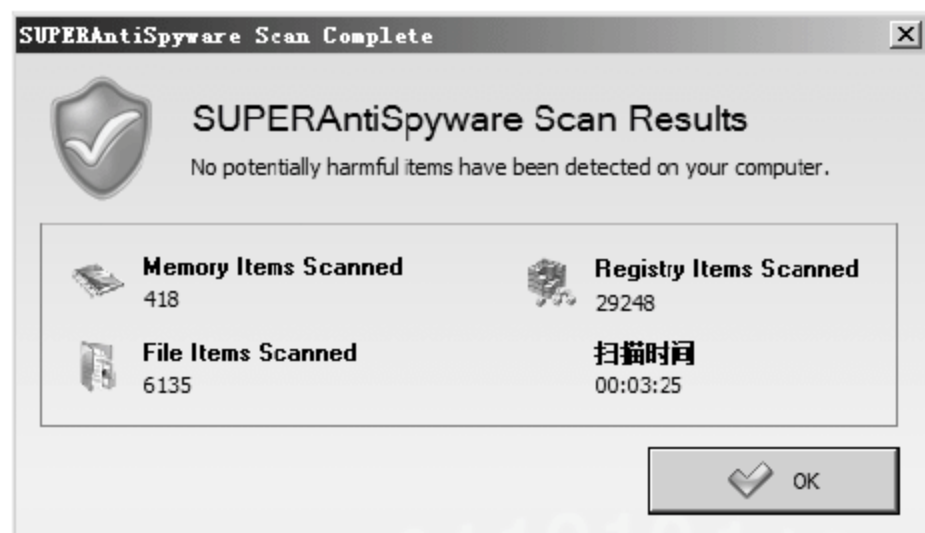 SUPERAntiSpyware Scan Complete
SUPERAntiSpyware Scan Results
No potentially harmful items have been detected on your computer.
Memory Items Scanned
418
Registry Items Scanned
29248
File Items Scanned
6135
扫描时间
00:03:25
OK